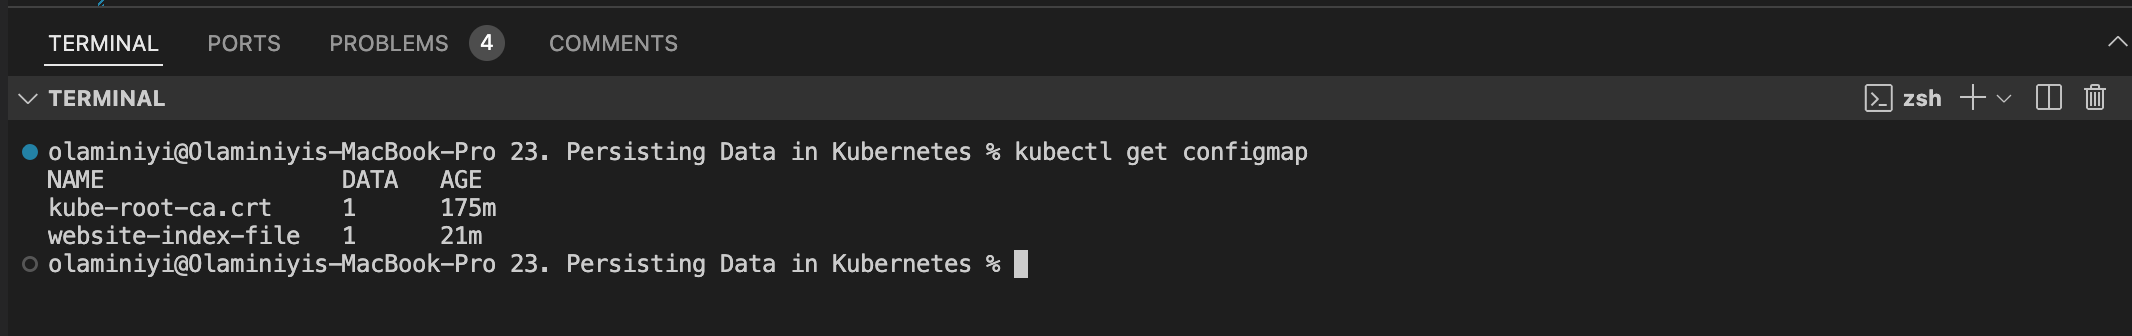 TERMINAL PORTS PROBLEMS 4 COMMENTS
TERMINAL zsh
olaminiyi@Olaminiyis-MacBook-Pro 23. Persisting Data in Kubernetes % kubectl get configmap
NAME DATA AGE
kube-root-ca.crt 1 175m
website-index-file 1 21m
olaminiyi@Olaminiyis-MacBook-Pro 23. Persisting Data in Kubernetes %